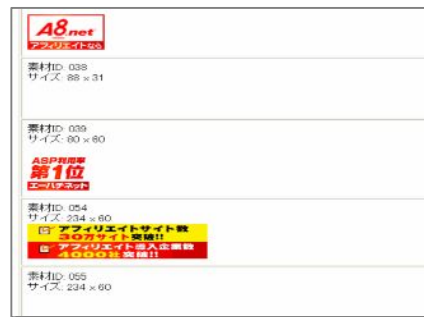 A8.net
アフィリエイトなら
素材ID: 038
サイズ: 88 × 31
素材ID: 039
サイズ: 80 × 60
ASP利用率
第1位
エーハチネット
素材ID: 054
サイズ: 234 × 60
アフィリエイトサイト数
30万サイト突破!!
アフィリエイト導入企業数
4000社突破!!
素材ID: 055
サイズ: 234 × 60